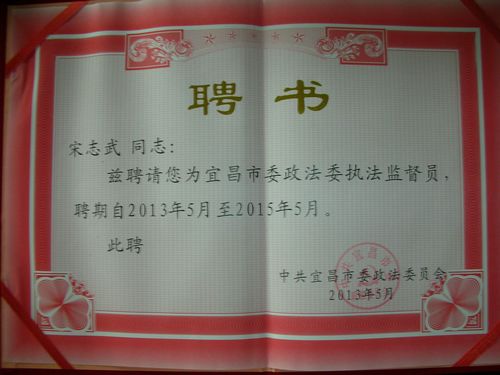 聘书
宋志武 同志：
兹聘请您为宜昌市委政法委执法监督员，
聘期自2013年5月至2015年5月。
此聘
中共宜昌市委政法委员会
2013年5月